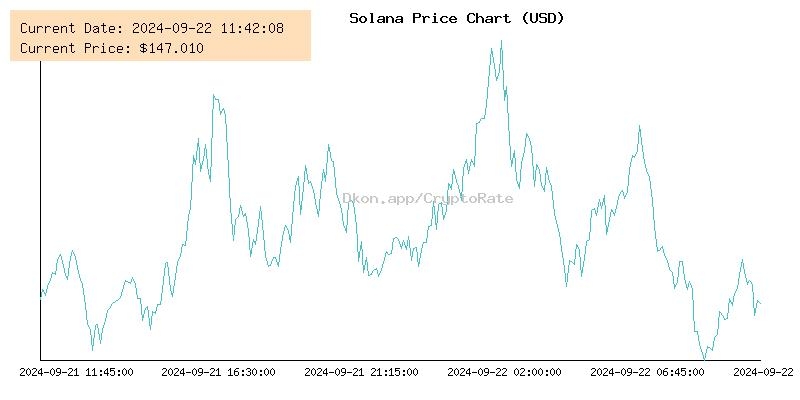 Solana Price Chart (USD)
Current Date: 2024-09-22 11:42:08
Current Price: $147.010
Dkon.app/CryptoRate
2024-09-21 11:45:00 2024-09-21 16:30:00 2024-09-21 21:15:00 2024-09-22 02:00:00 2024-09-22 06:45:00 2024-09-22